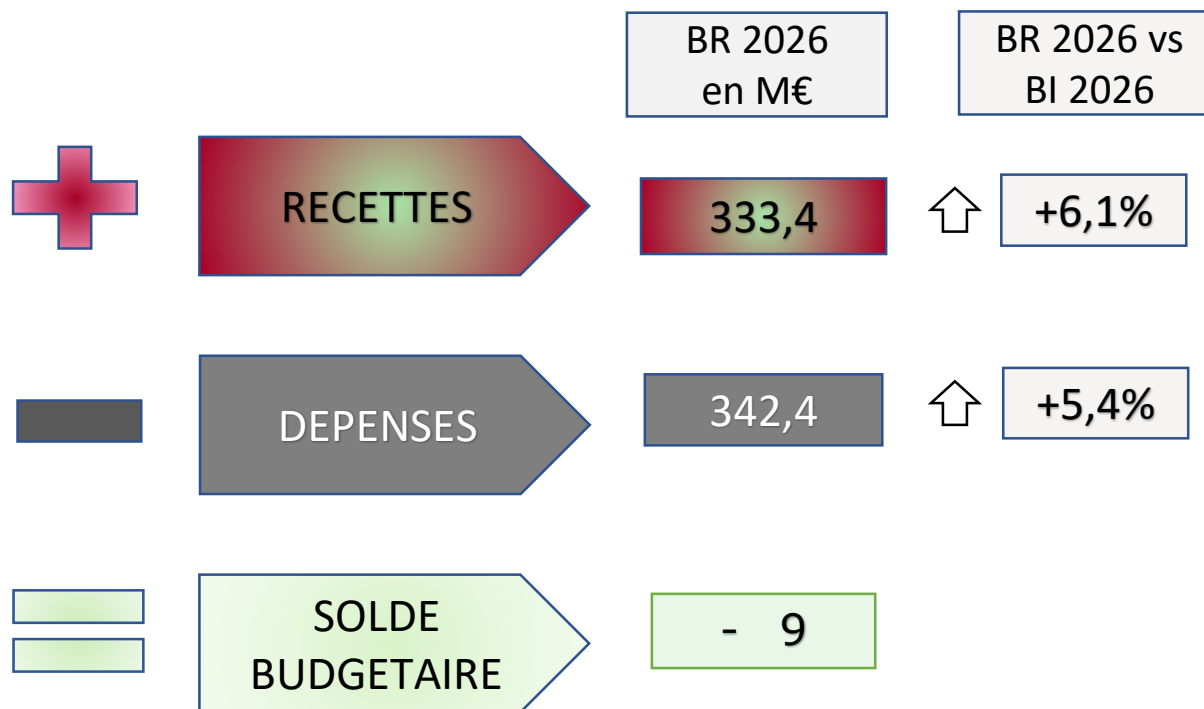 BR 2026
en M€
BR 2026 vs
BI 2026
RECETTES
333,4
+6,1%
DEPENSES
342,4
+5,4%
SOLDE
BUDGETAIRE
- 9